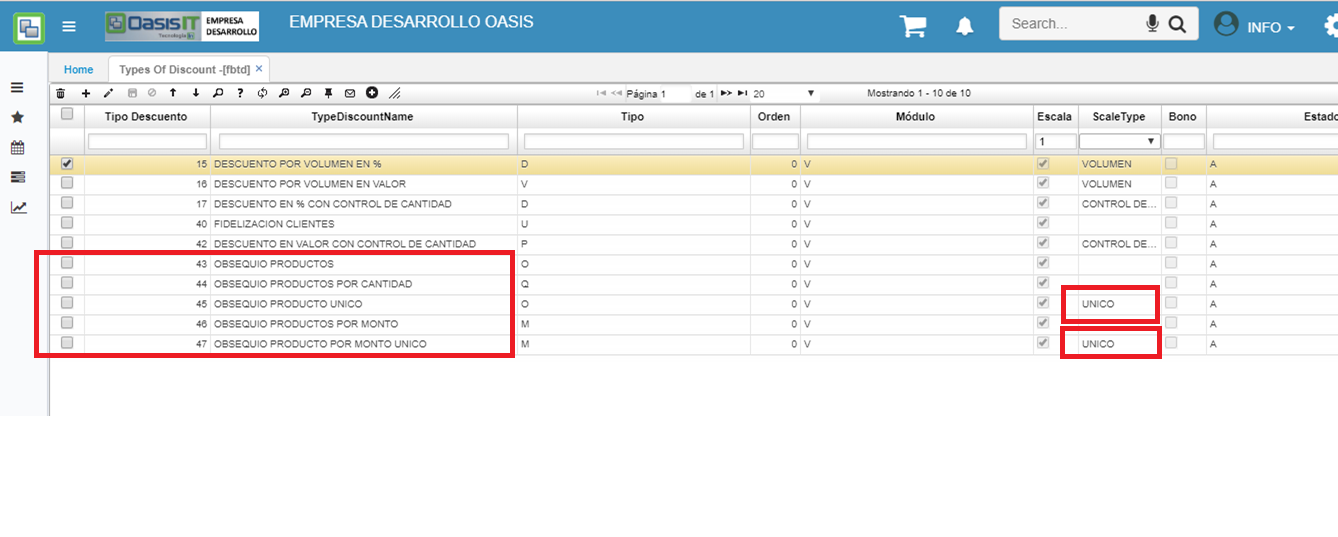 OasisIT EMPRESA DESARROLLO
Tecnología
EMPRESA DESARROLLO OASIS
Search...
INFO
Home Types Of Discount -[fbtd] ×
Página 1 de 1 20 Mostrando 1 - 10 de 10
Tipo Descuento TypeDiscountName Tipo Orden Módulo Escala ScaleType Bono Estado
1
15 DESCUENTO POR VOLUMEN EN % D 0 V VOLUMEN A
16 DESCUENTO POR VOLUMEN EN VALOR V 0 V VOLUMEN A
17 DESCUENTO EN % CON CONTROL DE CANTIDAD D 0 V CONTROL DE... A
40 FIDELIZACION CLIENTES U 0 V A
42 DESCUENTO EN VALOR CON CONTROL DE CANTIDAD P 0 V CONTROL DE... A
43 OBSEQUIO PRODUCTOS O 0 V A
44 OBSEQUIO PRODUCTOS POR CANTIDAD Q 0 V A
45 OBSEQUIO PRODUCTO UNICO O 0 V UNICO A
46 OBSEQUIO PRODUCTOS POR MONTO M 0 V A
47 OBSEQUIO PRODUCTO POR MONTO UNICO M 0 V UNICO A